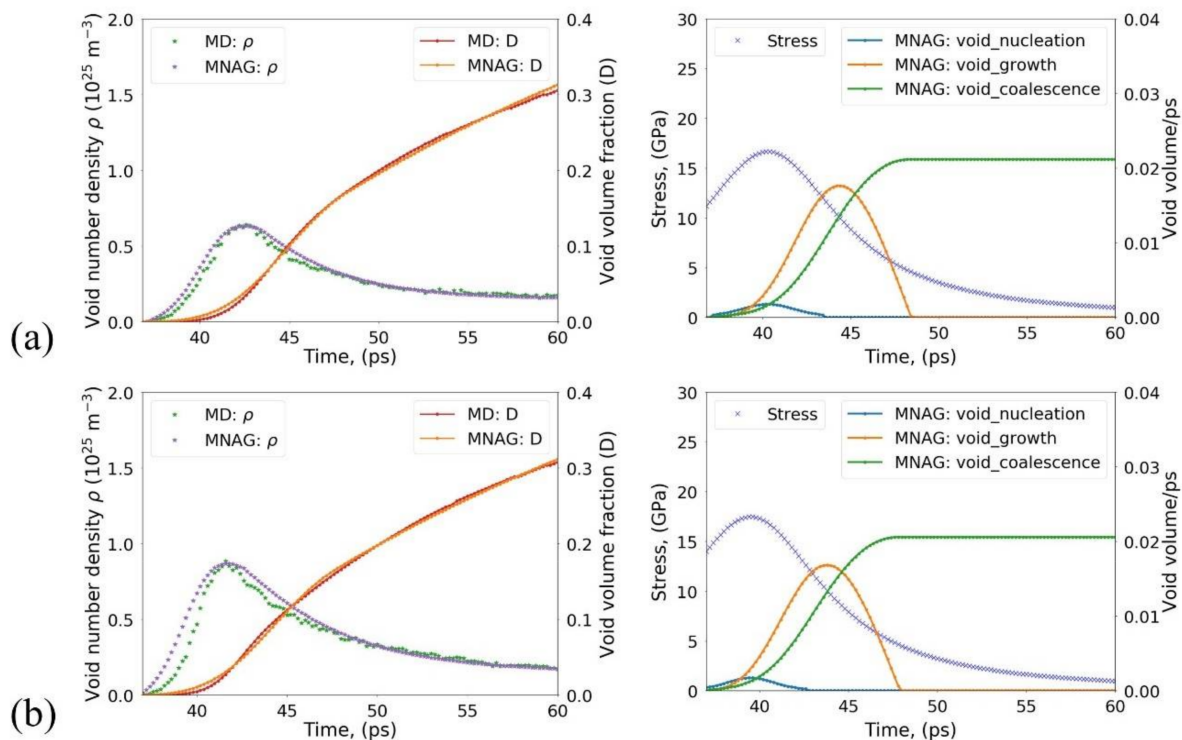 2.0
1.5
1.0
0.5
0.0
Void number density ρ (10²⁵ m⁻³)
MD: ρ
MNAG: ρ
MD: D
MNAG: D
0.4
0.3
0.2
0.1
0.0
Void volume fraction (D)
40 45 50 55 60
Time, (ps)
30
25
20
15
10
5
0
Stress, (GPa)
Stress
MNAG: void_nucleation
MNAG: void_growth
MNAG: void_coalescence
0.04
0.03
0.02
0.01
0.00
Void volume/ps
40 45 50 55 60
Time, (ps)
(a)
2.0
1.5
1.0
0.5
0.0
Void number density ρ (10²⁵ m⁻³)
MD: ρ
MNAG: ρ
MD: D
MNAG: D
0.4
0.3
0.2
0.1
0.0
Void volume fraction (D)
40 45 50 55 60
Time, (ps)
30
25
20
15
10
5
0
Stress, (GPa)
Stress
MNAG: void_nucleation
MNAG: void_growth
MNAG: void_coalescence
0.04
0.03
0.02
0.01
0.00
Void volume/ps
40 45 50 55 60
Time, (ps)
(b)